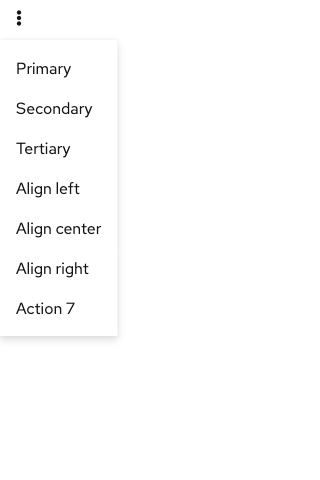 Primary
Secondary
Tertiary
Align left
Align center
Align right
Action 7